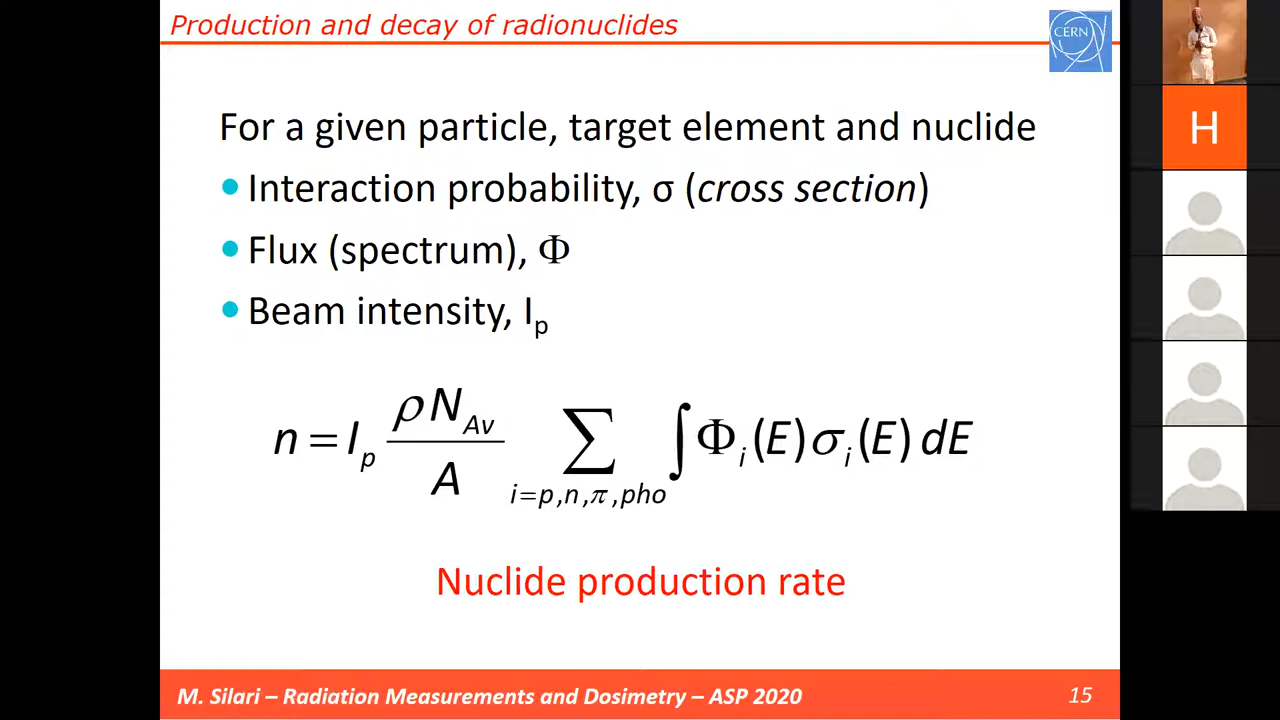 Production and decay of radionuclides
CERN
H
For a given particle, target element and nuclide
• Interaction probability, σ (cross section)
• Flux (spectrum), Φ
• Beam intensity, Iₚ
n = Iₚ ρN_Av / A ∑ i=p,n,π,pho ∫ Φᵢ(E) σᵢ(E) dE
Nuclide production rate
M. Silari – Radiation Measurements and Dosimetry – ASP 2020
15